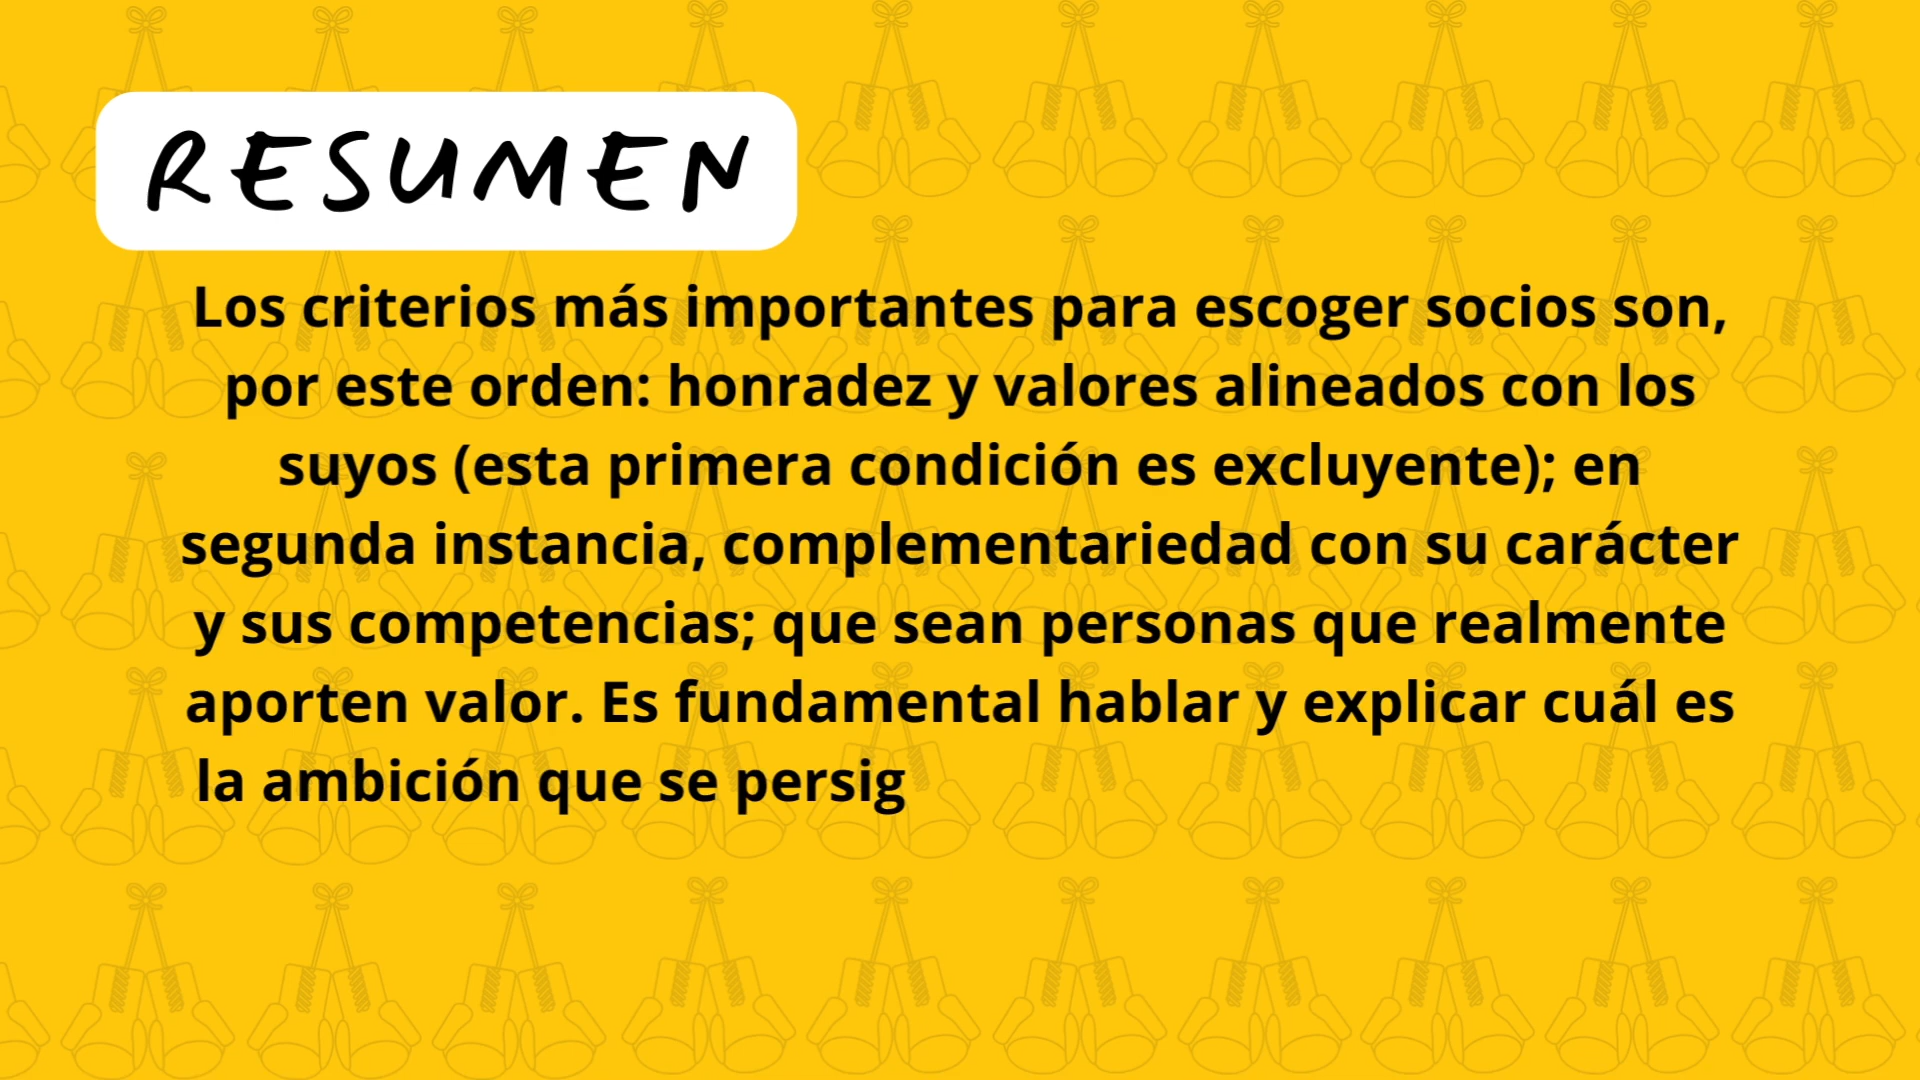 RESUMEN
Los criterios más importantes para escoger socios son,
por este orden: honradez y valores alineados con los
suyos (esta primera condición es excluyente); en
segunda instancia, complementariedad con su carácter
y sus competencias; que sean personas que realmente
aporten valor. Es fundamental hablar y explicar cuál es
la ambición que se persig